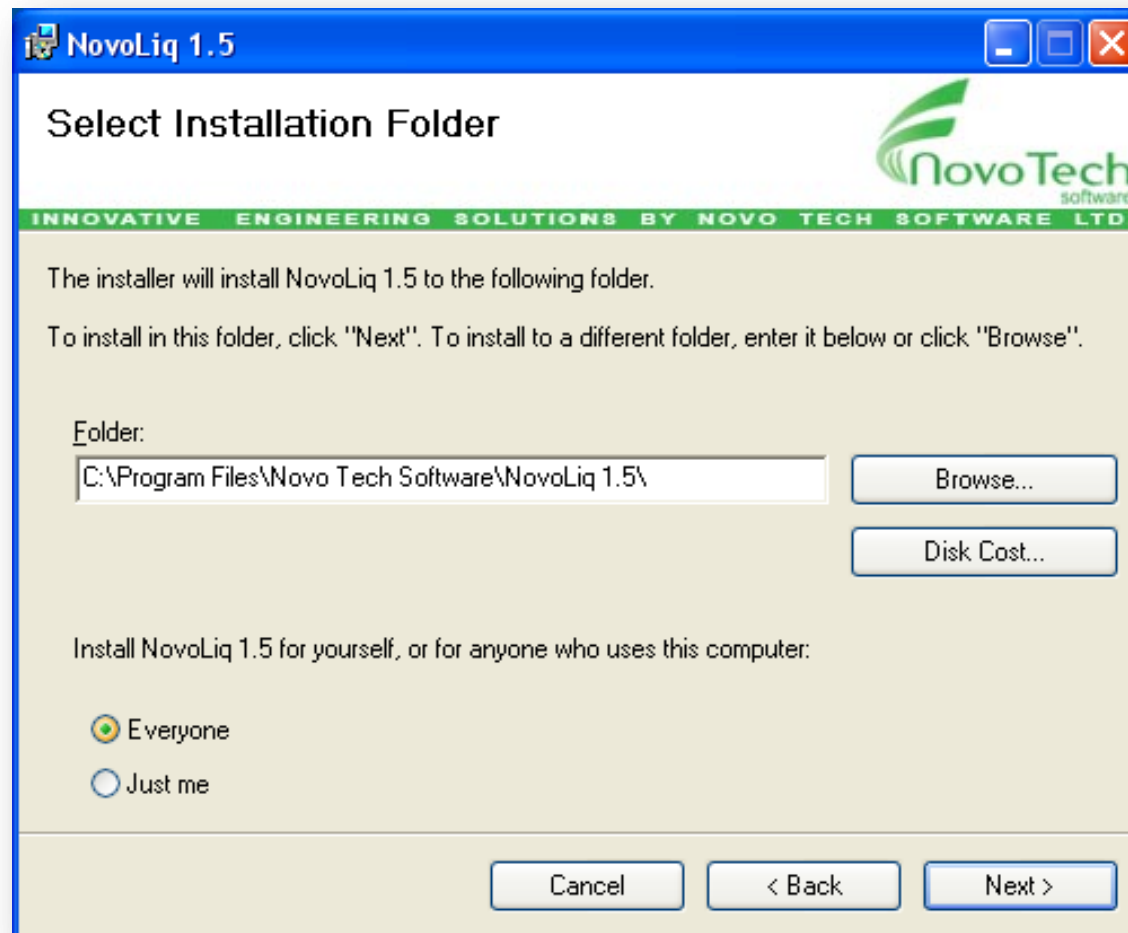 NovoLiq 1.5
Select Installation Folder
NovoTech
software
INNOVATIVE ENGINEERING SOLUTIONS BY NOVO TECH SOFTWARE LTD
The installer will install NovoLiq 1.5 to the following folder.
To install in this folder, click "Next". To install to a different folder, enter it below or click "Browse".
Folder:
C:\Program Files\Novo Tech Software\NovoLiq 1.5\
Browse...
Disk Cost...
Install NovoLiq 1.5 for yourself, or for anyone who uses this computer:
Everyone
Just me
Cancel
< Back
Next >